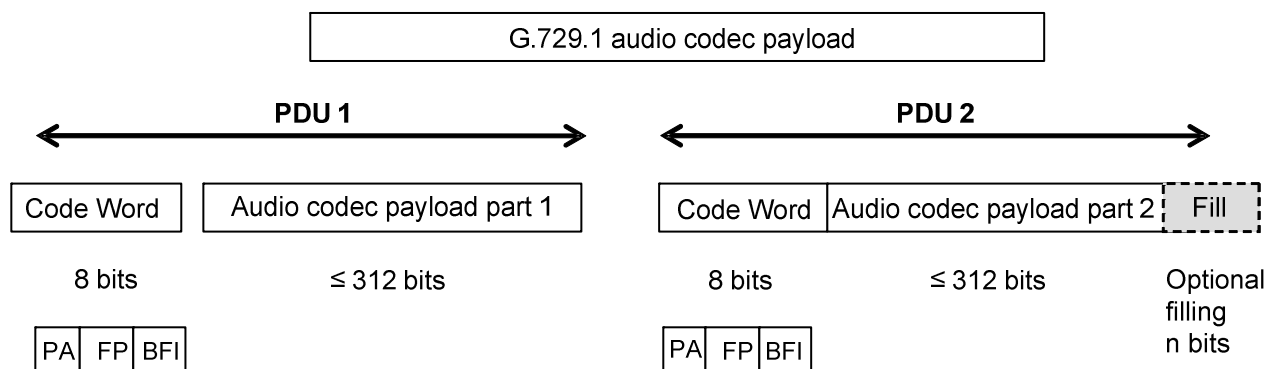 G.729.1 audio codec payload
PDU 1
PDU 2
Code Word
Audio codec payload part 1
Code Word
Audio codec payload part 2
Fill
8 bits
≤ 312 bits
8 bits
≤ 312 bits
Optional
filling
n bits
PA
FP
BFI
PA
FP
BFI